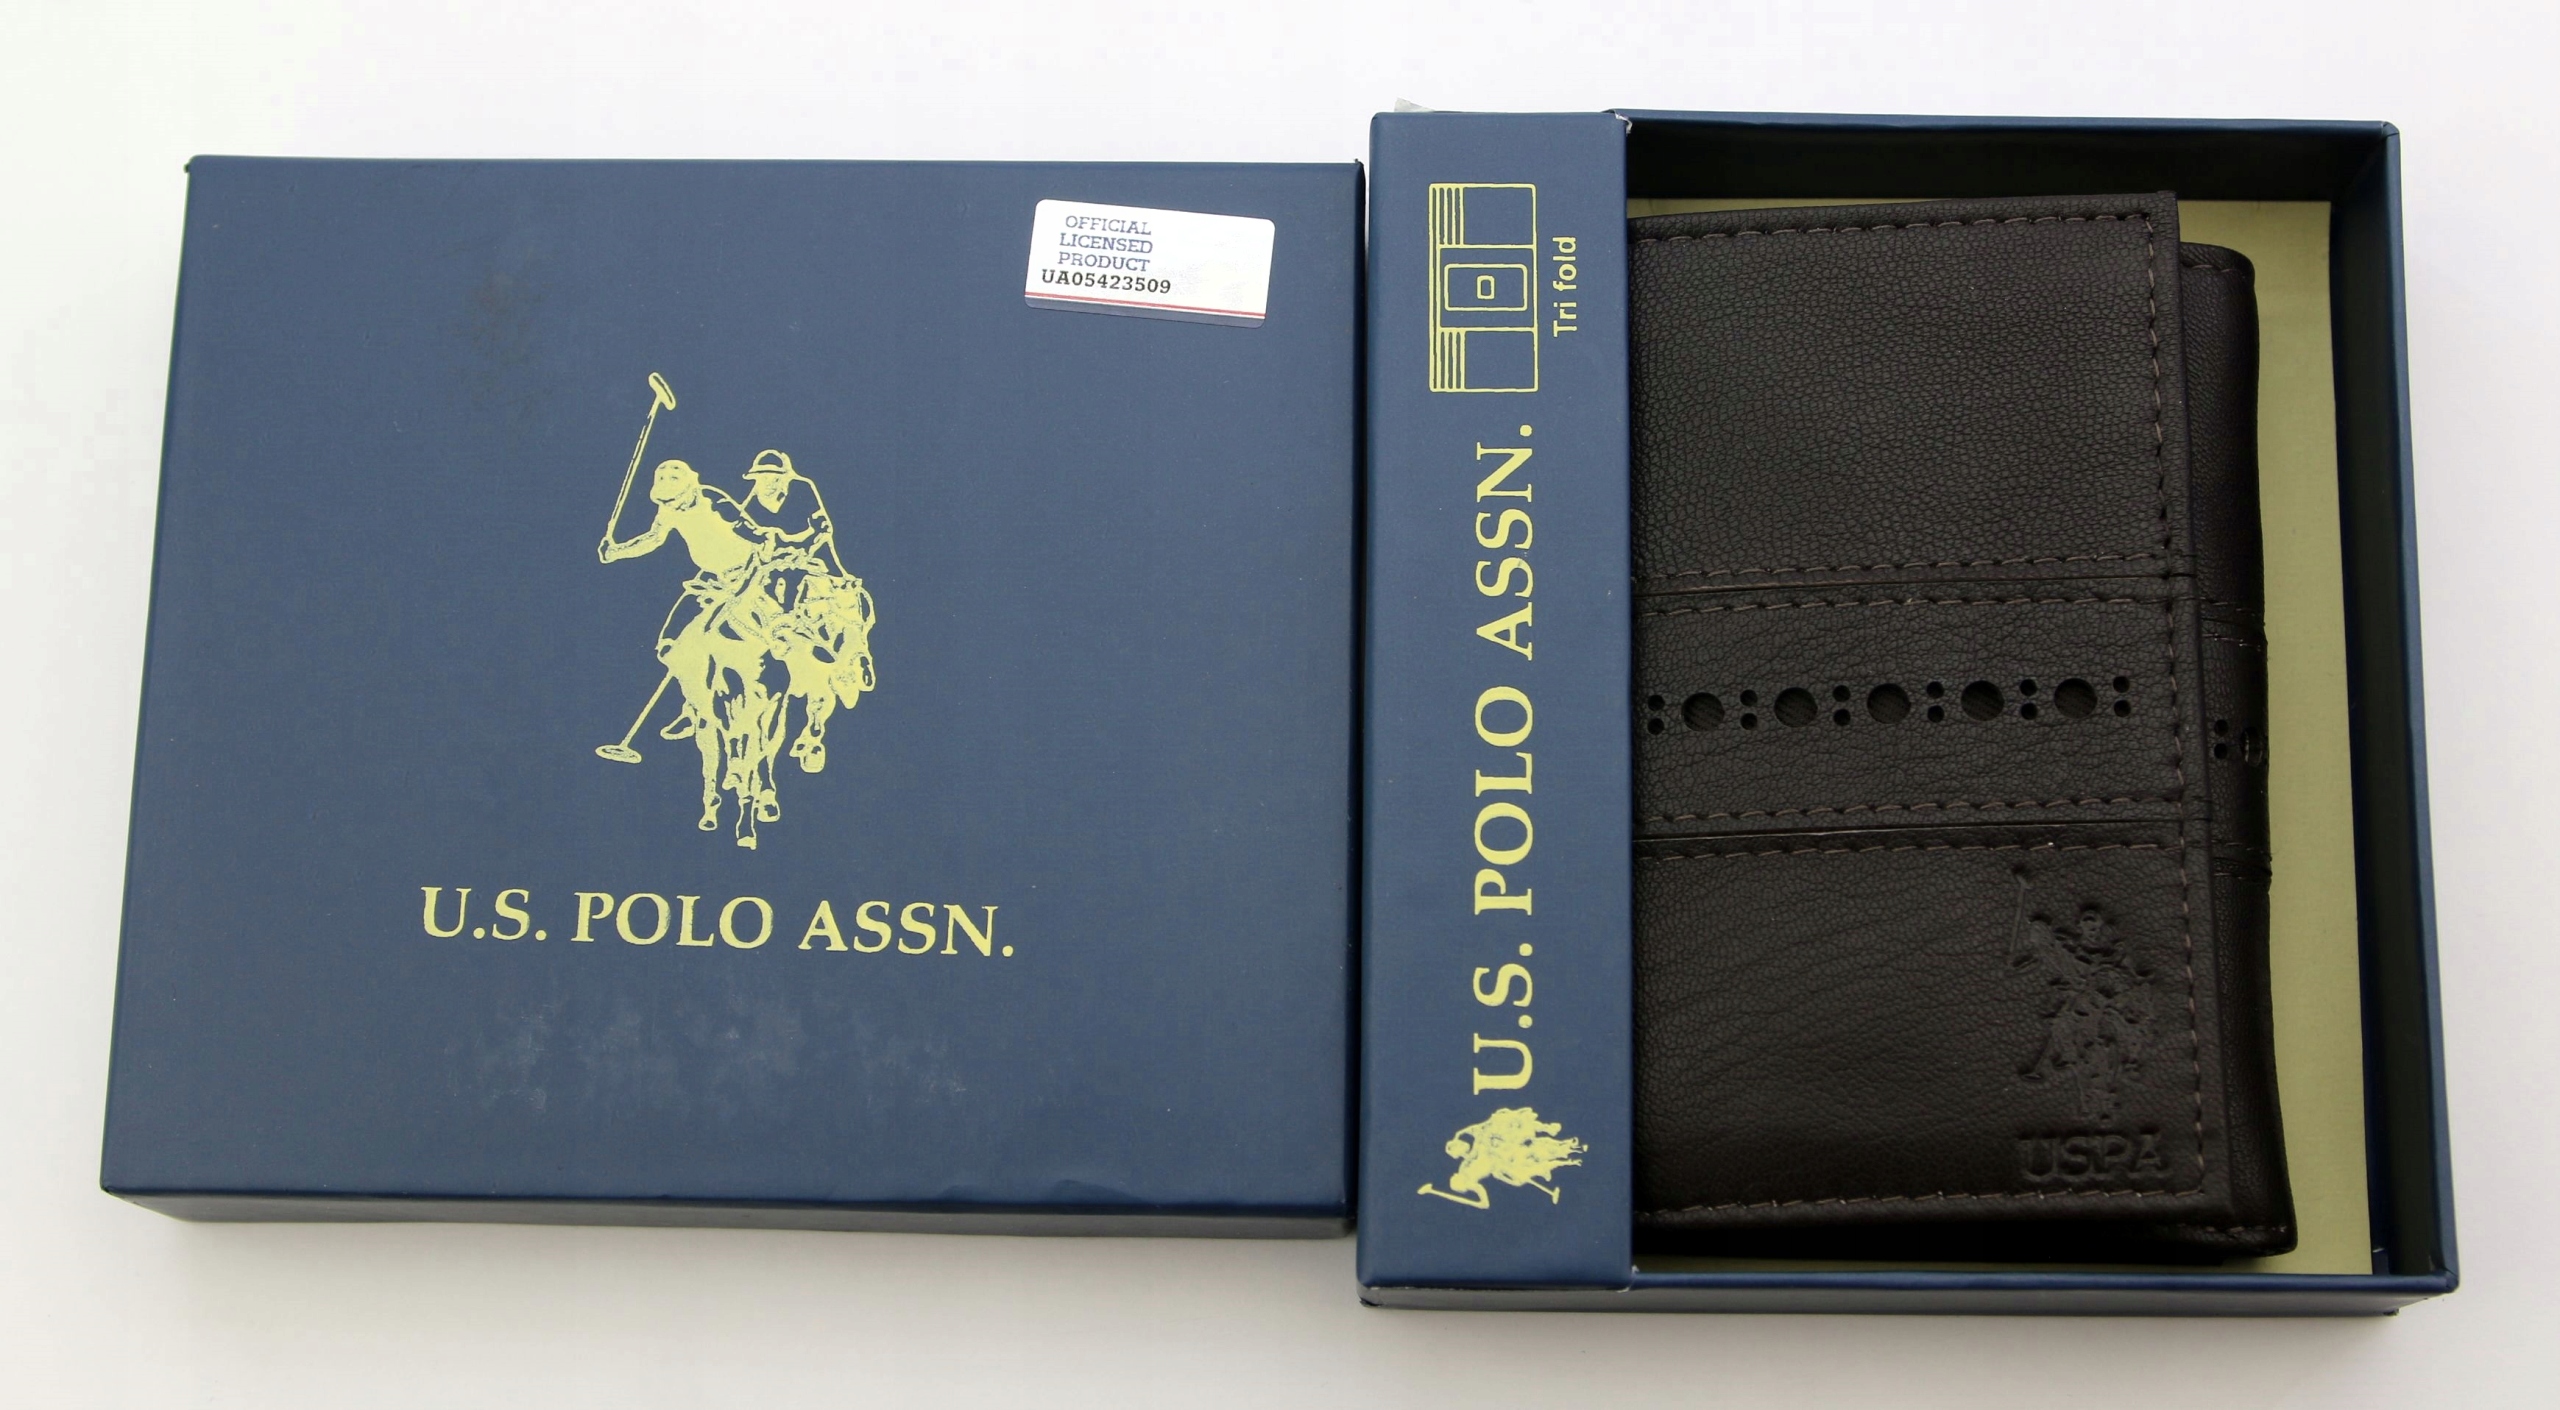 OFFICIAL
LICENSED
PRODUCT
UA05423509
U.S. POLO ASSN.
Tri fold
U.S. POLO ASSN.
USPA